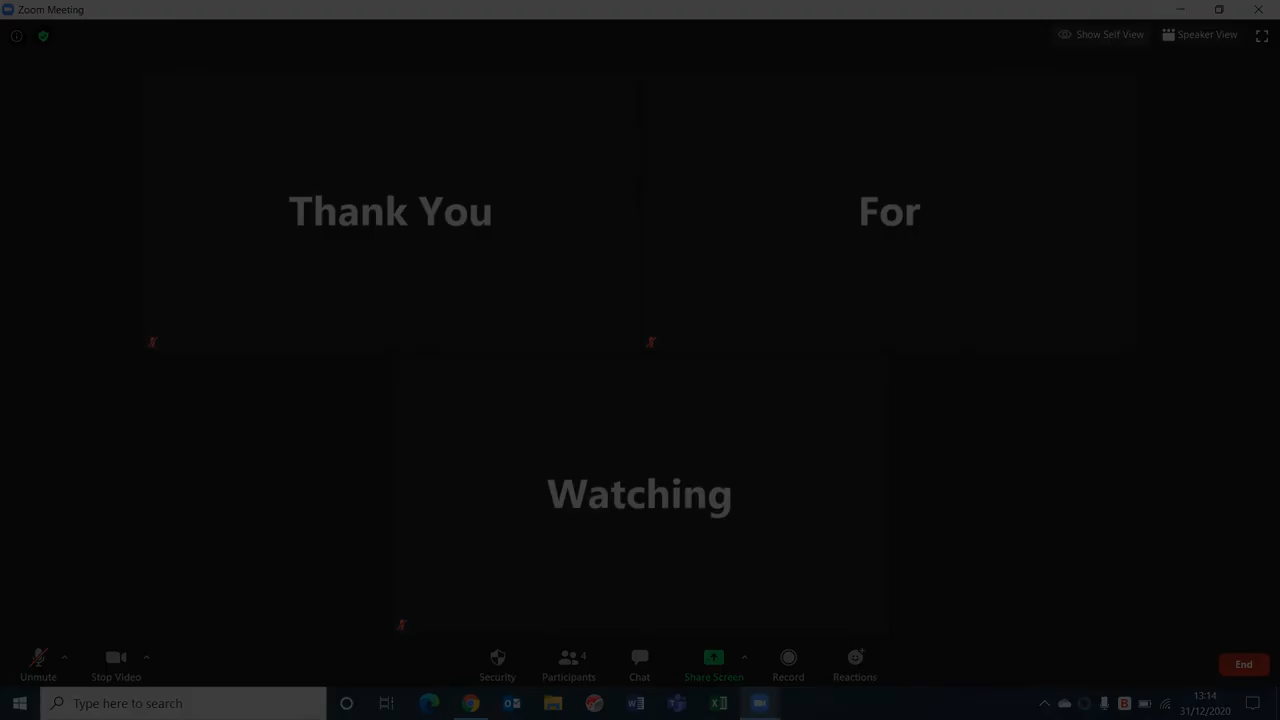 Zoom Meeting
Show Self View
Speaker View
Thank You
For
Watching
4
Unmute
Stop Video
Security
Participants
Chat
Share Screen
Record
Reactions
End
Type here to search
13:14
31/12/2020